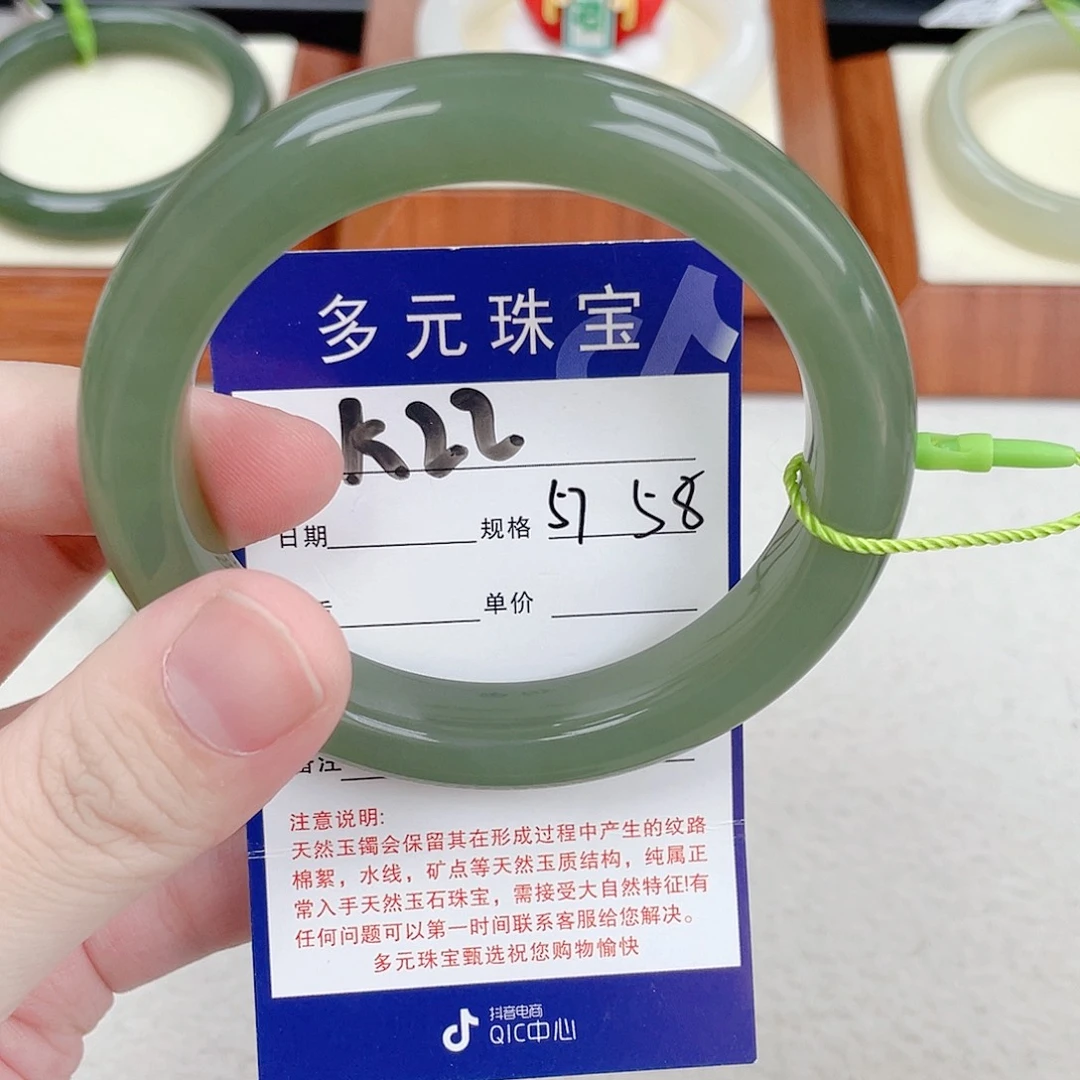 多元珠宝
K22
日期 规格 57 58
单价
备注
注意说明:
天然玉镯会保留其在形成过程中产生的纹路
棉絮，水线，矿点等天然玉质结构，纯属正
常入手天然玉石珠宝，需接受大自然特征!有
任何问题可以第一时间联系客服给您解决。
多元珠宝甄选祝您购物愉快
抖音电商
QIC中心